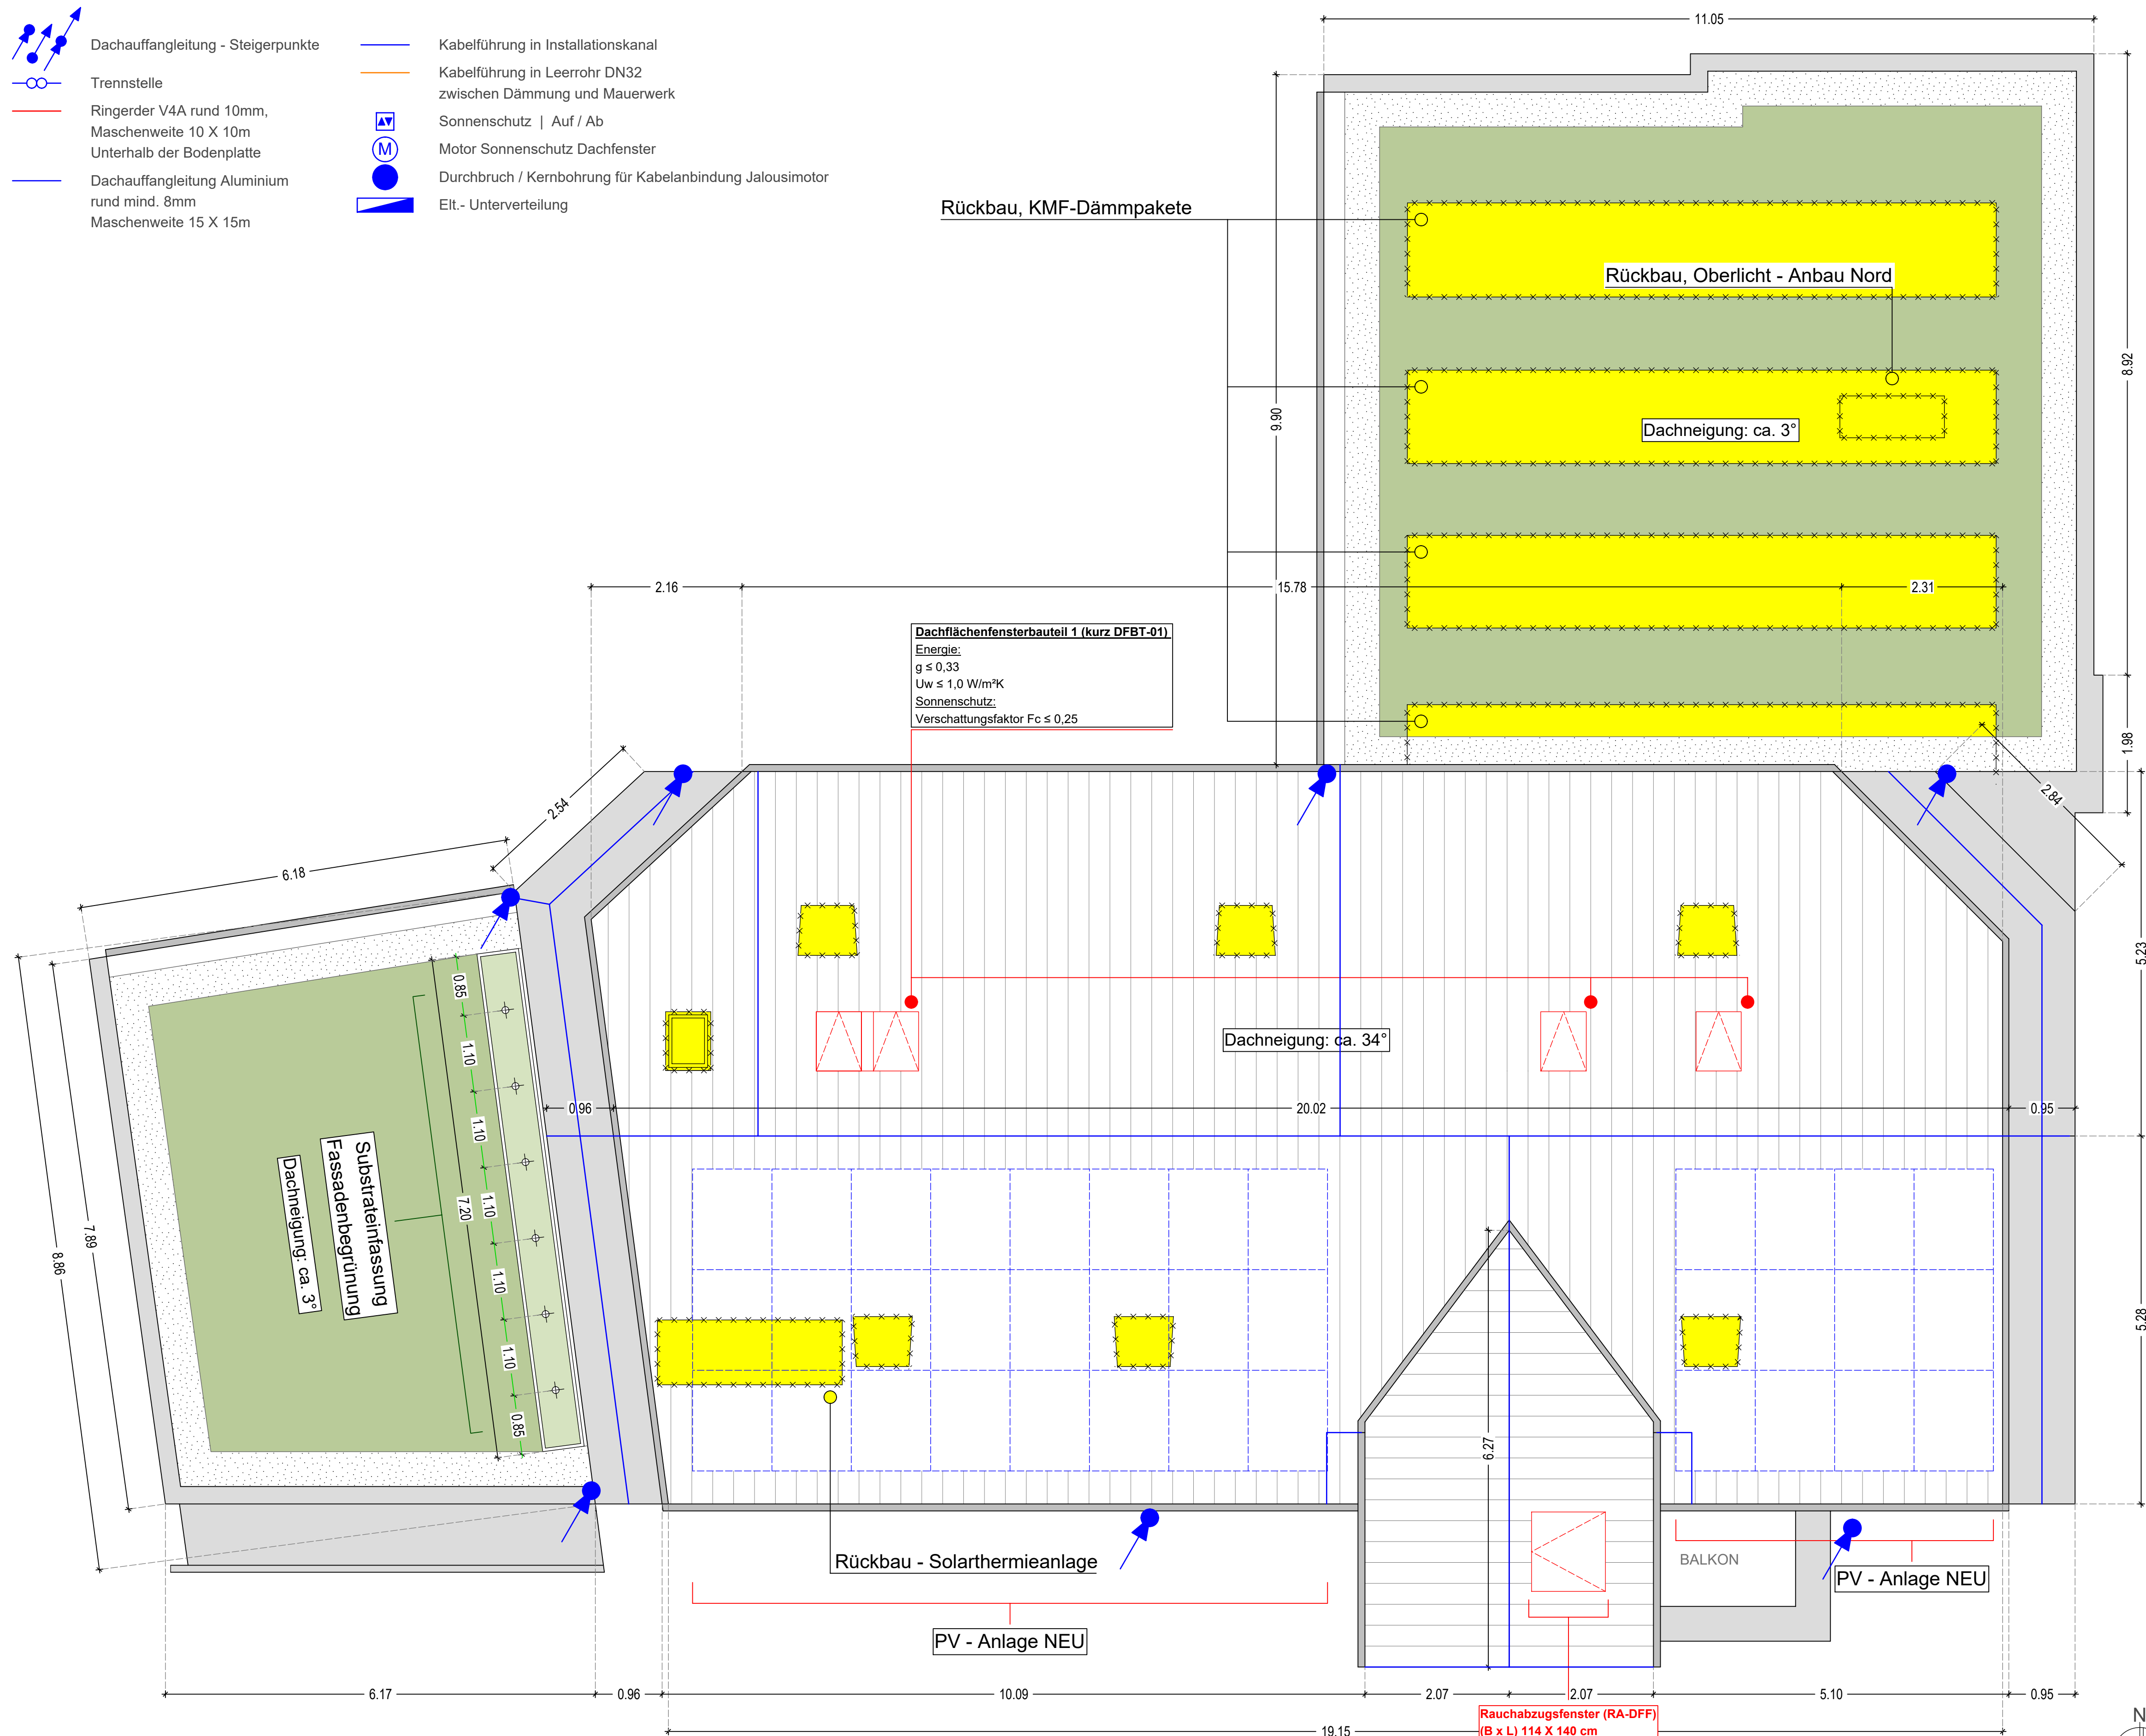 Dachauffangleitung - Steigerpunkte
Trennstelle
Ringerder V4A rund 10mm,
Maschenweite 10 X 10m
Unterhalb der Bodenplatte
Dachauffangleitung Aluminium
rund mind. 8mm
Maschenweite 15 X 15m
Kabelführung in Installationskanal
Kabelführung in Leerrohr DN32
zwischen Dämmung und Mauerwerk
Sonnenschutz | Auf / Ab
M
Motor Sonnenschutz Dachfenster
Durchbruch / Kernbohrung für Kabelanbindung Jalousimotor
Elt.- Unterverteilung
11.05
Rückbau, KMF-Dämmpakete
Rückbau, Oberlicht - Anbau Nord
8.92
9.90
Dachneigung: ca. 3°
2.16
15.78
2.31
Dachflächenfensterbauteil 1 (kurz DFBT-01)
Energie:
g ≤ 0,33
Uw ≤ 1,0 W/m²K
Sonnenschutz:
Verschattungsfaktor Fc ≤ 0,25
1.98
2.84
2.54
6.18
5.23
0.85
1.10
1.10
1.10
1.10
1.10
0.85
7.20
Dachneigung: ca. 34°
0.96
20.02
0.95
Substrateinfassung
Fassadenbegrünung
Dachneigung: ca. 3°
7.89
8.86
5.28
6.27
Rückbau - Solarthermieanlage
BALKON
PV - Anlage NEU
PV - Anlage NEU
6.17
0.96
10.09
2.07
2.07
5.10
0.95
Rauchabzugsfenster (RA-DFF)
(B x L) 114 X 140 cm
19.15
N